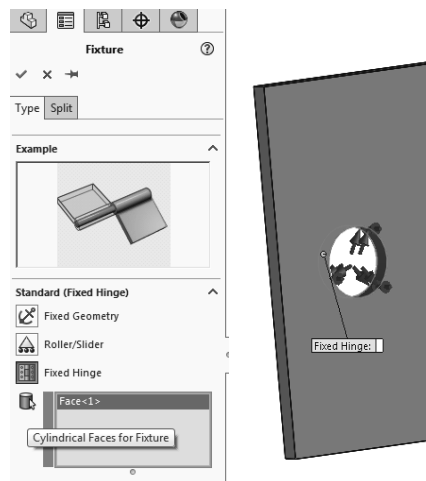 Fixture
Type Split
Example
Standard (Fixed Hinge)
Fixed Geometry
Roller/Slider
Fixed Hinge
Face<1>
Cylindrical Faces for Fixture
Fixed Hinge: